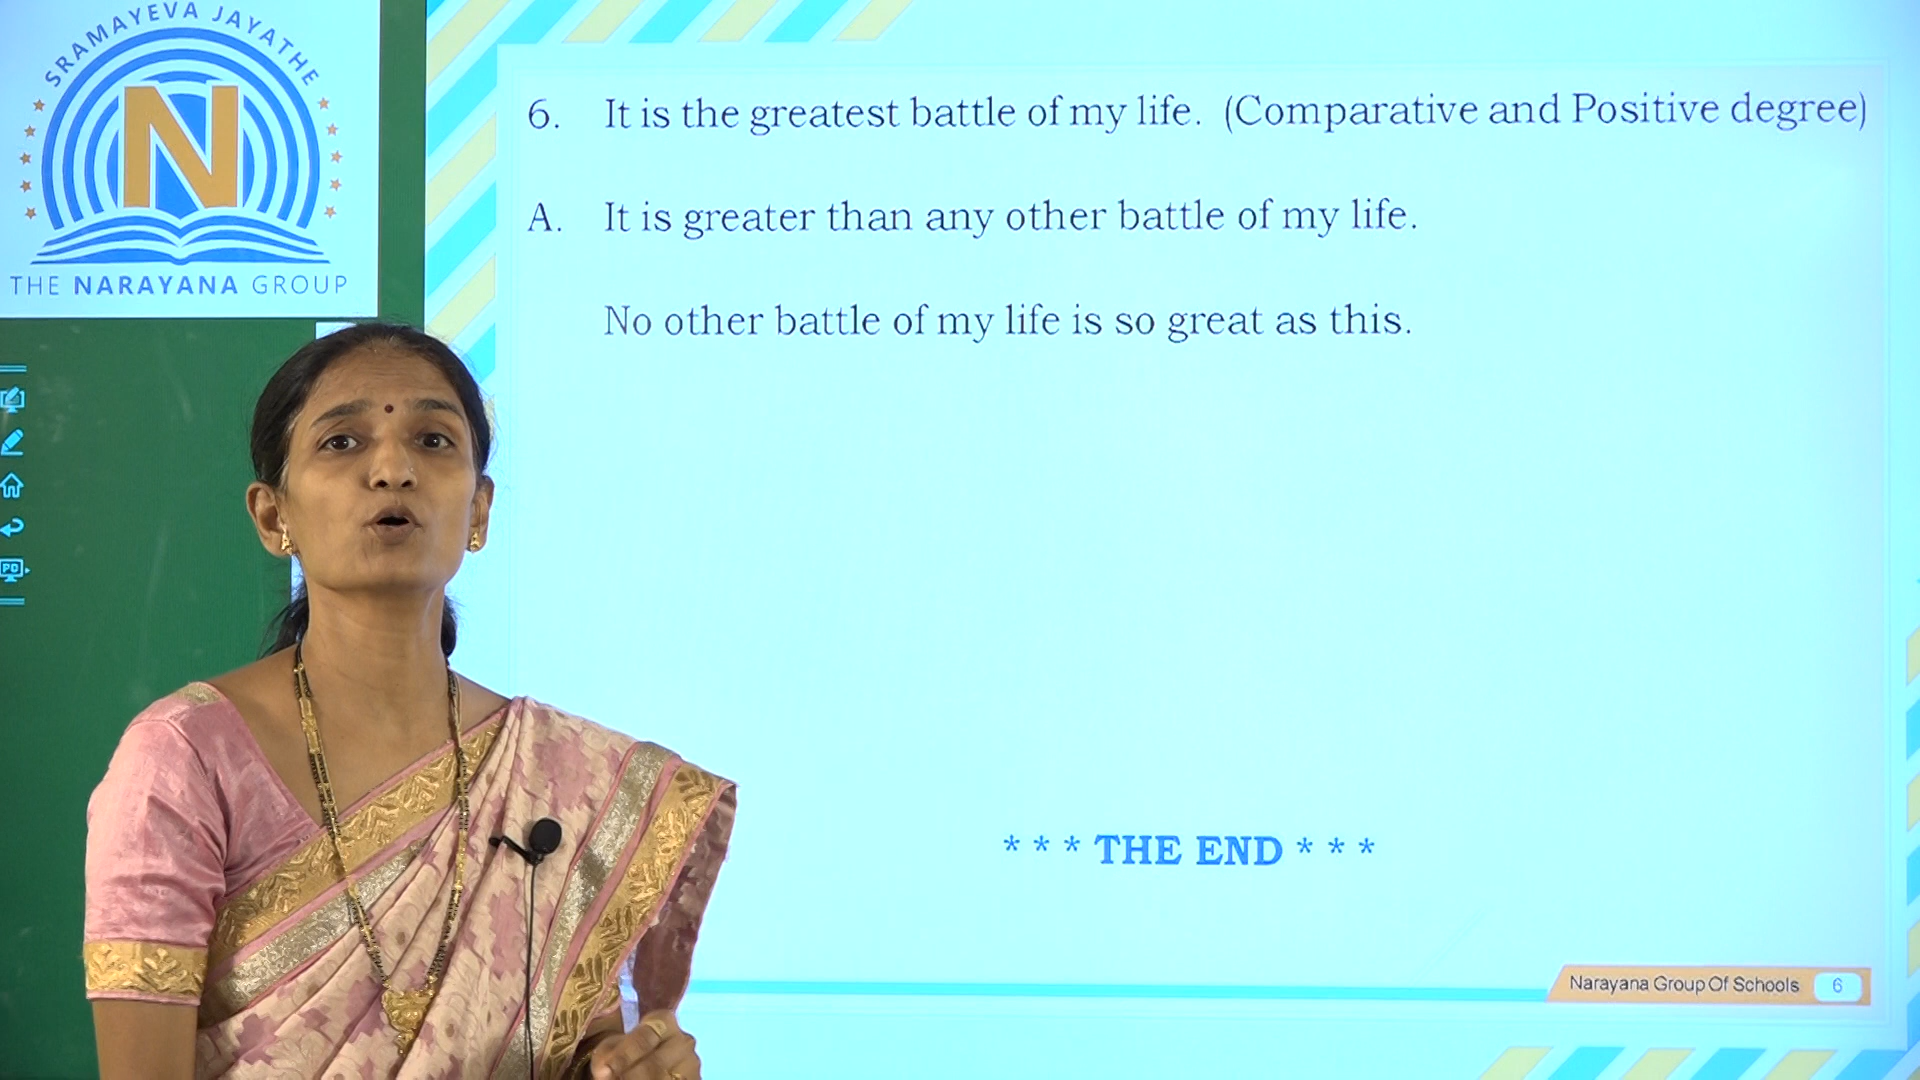 SRAMAYEVA JAYATHE
N
THE NARAYANA GROUP
6. It is the greatest battle of my life. (Comparative and Positive degree)
A. It is greater than any other battle of my life.
No other battle of my life is so great as this.
PD
* * * THE END * * *
Narayana Group Of Schools 6